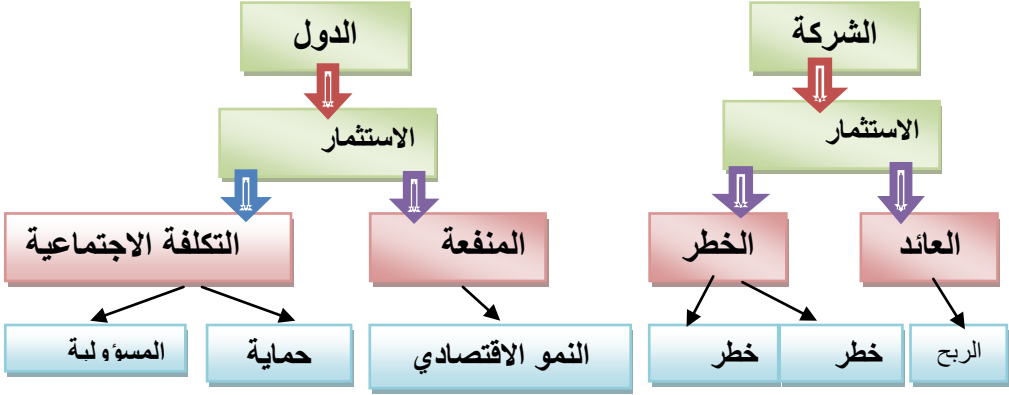 الشركة
الدول
الاستثمار
الاستثمار
العائد
الخطر
المنفعة
التكلفة الاجتماعية
الربح
خطر
خطر
النمو الاقتصادي
حماية
المسؤولية